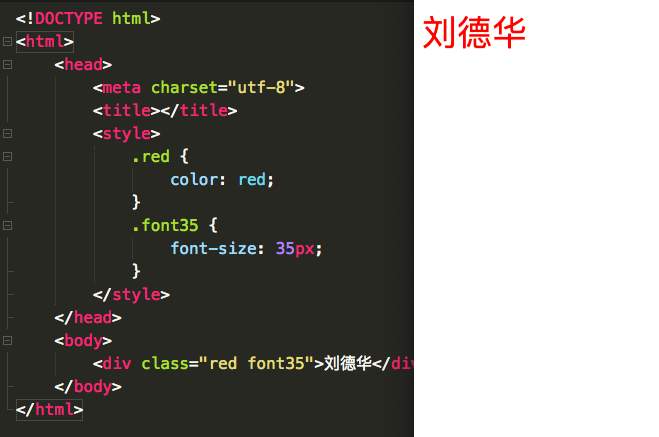 <!DOCTYPE html>
<html>
<head>
<meta charset="utf-8">
<title></title>
<style>
.red {
color: red;
}
.font35 {
font-size: 35px;
}
</style>
</head>
<body>
<div class="red font35">刘德华</div
</body>
</html>
刘德华